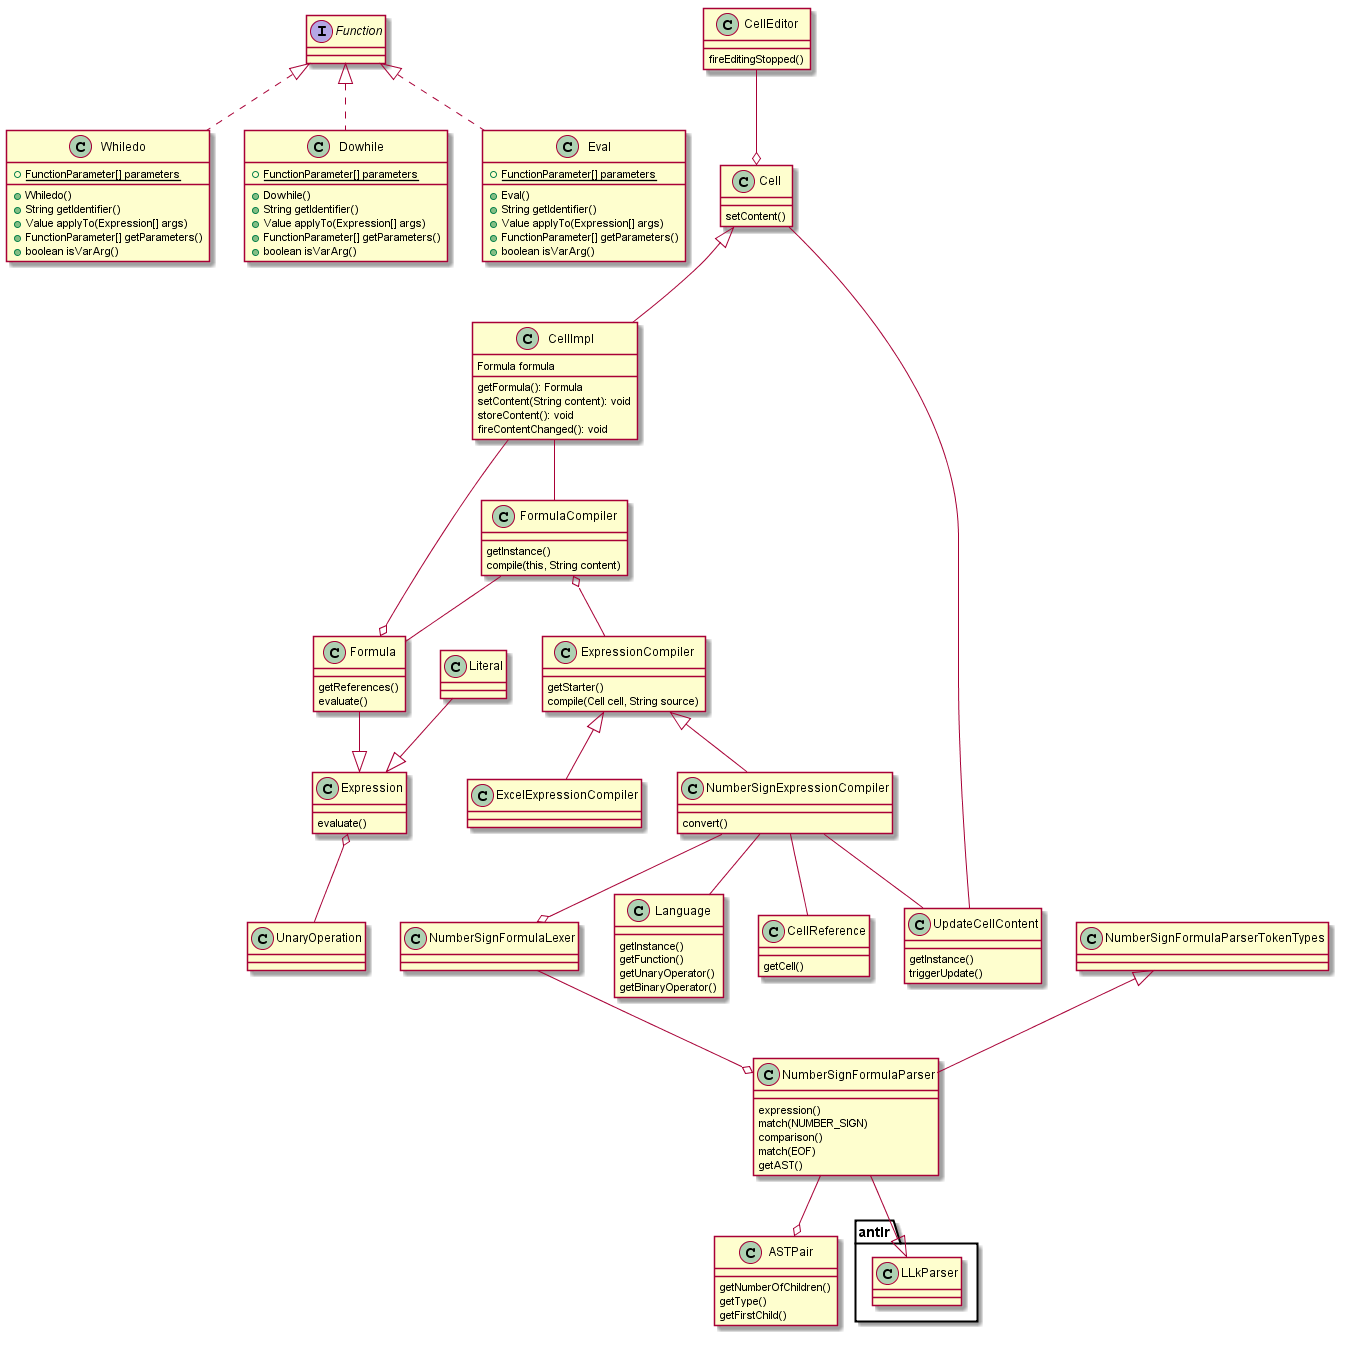 I Function
C CellEditor
fireEditingStopped()
C Whiledo
FunctionParameter[] parameters
Whiledo()
String getIdentifier()
Value applyTo(Expression[] args)
FunctionParameter[] getParameters()
boolean isVarArg()
C Dowhile
FunctionParameter[] parameters
Dowhile()
String getIdentifier()
Value applyTo(Expression[] args)
FunctionParameter[] getParameters()
boolean isVarArg()
C Eval
FunctionParameter[] parameters
Eval()
String getIdentifier()
Value applyTo(Expression[] args)
FunctionParameter[] getParameters()
boolean isVarArg()
C Cell
setContent()
C CellImpl
Formula formula
getFormula(): Formula
setContent(String content): void
storeContent(): void
fireContentChanged(): void
C FormulaCompiler
getInstance()
compile(this, String content)
C Formula
getReferences()
evaluate()
C Literal
C ExpressionCompiler
getStarter()
compile(Cell cell, String source)
C Expression
evaluate()
C ExcelExpressionCompiler
C NumberSignExpressionCompiler
convert()
C UnaryOperation
C NumberSignFormulaLexer
C Language
getInstance()
getFunction()
getUnaryOperator()
getBinaryOperator()
C CellReference
getCell()
C UpdateCellContent
getInstance()
triggerUpdate()
C NumberSignFormulaParserTokenTypes
C NumberSignFormulaParser
expression()
match(NUMBER_SIGN)
comparison()
match(EOF)
getAST()
C ASTPair
getNumberOfChildren()
getType()
getFirstChild()
antlr
C LLkParser